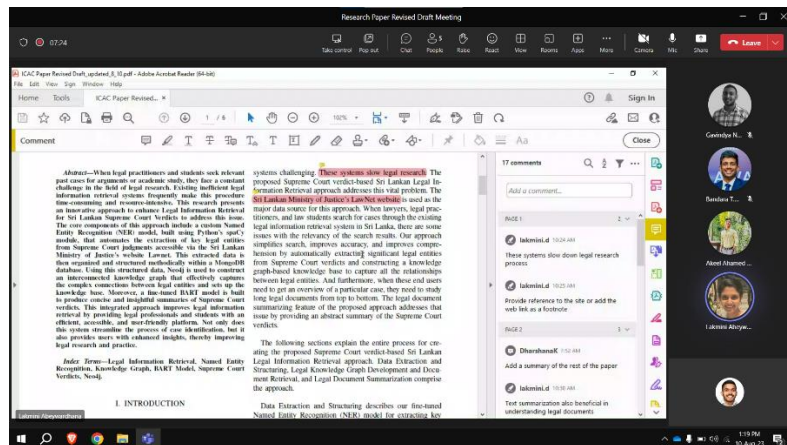 Research Paper Revised Draft Meeting
07:24
Take control
Pop out
Chat
People
Raise
React
View
Rooms
Apps
More
Camera
Mic
Share
Leave
ICAC Paper Revised Draft_updated_8_10.pdf - Adobe Acrobat Reader (64-bit)
File Edit View Sign Window Help
Home
Tools
ICAC Paper Revised...
Sign In
1 / 6
102%
Comment
Close
Abstract—When legal practitioners and students seek relevant
past cases for arguments or academic study, they face a constant
challenge in the field of legal research. Existing inefficient legal
information retrieval systems frequently make this procedure
time-consuming and resource-intensive. This research presents
an innovative approach to enhance Legal Information Retrieval
for Sri Lankan Supreme Court Verdicts to address this issue.
The core components of this approach include a custom Named
Entity Recognition (NER) model, built using Python's spaCy
module, that automates the extraction of key legal entities
from Supreme Court judgments accessible via the Sri Lankan
Ministry of Justice's website Lawnet. This extracted data is
then organized and structured methodically within a MongoDB
database. Using this structured data, Neo4j is used to construct
an interconnected knowledge graph that effectively captures
the complex connections between legal entities and sets up the
knowledge base. Moreover, a fine-tuned BART model is built
to produce concise and insightful summaries of Supreme Court
verdicts. This integrated approach improves legal information
retrieval by providing legal professionals and students with an
efficient, accessible, and user-friendly platform. Not only does
this system streamline the process of case identification, but it
also provides users with enhanced insights, thereby improving
legal research and practice.
Index Terms—Legal Information Retrieval, Named Entity
Recognition, Knowledge Graph, BART Model, Supreme Court
Verdicts, Neo4j.
I. INTRODUCTION
systems challenging. These systems slow legal research. The
proposed Supreme Court verdict-based Sri Lankan Legal In-
formation Retrieval approach addresses this vital problem. The
Sri Lankan Ministry of Justice's LawNet website is used as the
major data source for this approach. When lawyers, legal prac-
titioners, and law students search for cases through the existing
legal information retrieval system in Sri Lanka, there are some
issues with the relevancy of the search results. Our approach
simplifies search, improves accuracy, and improves compre-
hension by automatically extracting significant legal entities
from Supreme Court verdicts and constructing a knowledge
graph-based knowledge base to capture all the relationships
between legal entities. And furthermore, when these end users
need to get an overview of a particular case, they need to study
long legal documents from top to bottom. The legal document
summarizing feature of the proposed approach addresses that
issue by providing an abstract summary of the Supreme Court
verdicts.
The following sections explain the entire process for cre-
ating the proposed Supreme Court verdict-based Sri Lankan
Legal Information Retrieval approach. Data Extraction and
Structuring, Legal Knowledge Graph Development and Docu-
ment Retrieval, and Legal Document Summarization comprise
the approach.
Data Extraction and Structuring describes our fine-tuned
Named Entity Recognition (NER) model for extracting key
17 comments
Add a comment...
PAGE 1
2
lakmini.d 10:24 AM
These systems slow down legal research
process
lakmini.d 10:25 AM
Provide reference to the site or add the
web link as a footnote
PAGE 2
3
DharshanaK 1:52 AM
Add a summary of the rest of the paper
lakmini.d 10:30 AM
Text summarization also beneficial in
understanding legal documents
Gavindya N...
Bandara T...
Akeel Ahamed ...
Lakmini Abeyw...
Lakmini Abeywardhana
1:19 PM
10-Aug-23